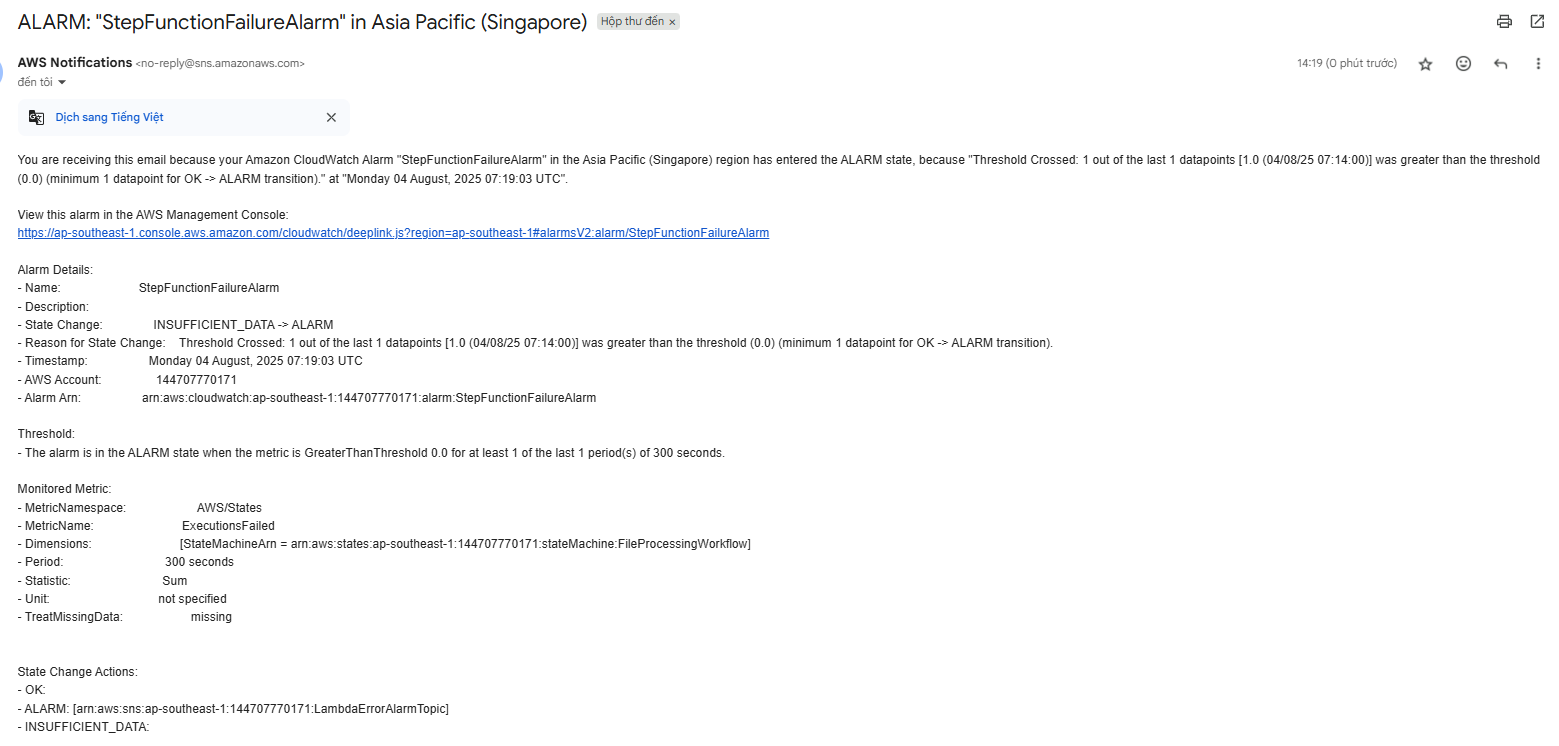 ALARM: "StepFunctionFailureAlarm" in Asia Pacific (Singapore) Hộp thư đến ×
AWS Notifications <no-reply@sns.amazonaws.com> 14:19 (0 phút trước)
đến tôi
Dịch sang Tiếng Việt
You are receiving this email because your Amazon CloudWatch Alarm "StepFunctionFailureAlarm" in the Asia Pacific (Singapore) region has entered the ALARM state, because "Threshold Crossed: 1 out of the last 1 datapoints [1.0 (04/08/25 07:14:00)] was greater than the threshold
(0.0) (minimum 1 datapoint for OK -> ALARM transition)." at "Monday 04 August, 2025 07:19:03 UTC".
View this alarm in the AWS Management Console:
https://ap-southeast-1.console.aws.amazon.com/cloudwatch/deeplink.js?region=ap-southeast-1#alarmsV2:alarm/StepFunctionFailureAlarm
Alarm Details:
- Name: StepFunctionFailureAlarm
- Description:
- State Change: INSUFFICIENT_DATA -> ALARM
- Reason for State Change: Threshold Crossed: 1 out of the last 1 datapoints [1.0 (04/08/25 07:14:00)] was greater than the threshold (0.0) (minimum 1 datapoint for OK -> ALARM transition).
- Timestamp: Monday 04 August, 2025 07:19:03 UTC
- AWS Account: 144707770171
- Alarm Arn: arn:aws:cloudwatch:ap-southeast-1:144707770171:alarm:StepFunctionFailureAlarm
Threshold:
- The alarm is in the ALARM state when the metric is GreaterThanThreshold 0.0 for at least 1 of the last 1 period(s) of 300 seconds.
Monitored Metric:
- MetricNamespace: AWS/States
- MetricName: ExecutionsFailed
- Dimensions: [StateMachineArn = arn:aws:states:ap-southeast-1:144707770171:stateMachine:FileProcessingWorkflow]
- Period: 300 seconds
- Statistic: Sum
- Unit: not specified
- TreatMissingData: missing
State Change Actions:
- OK:
- ALARM: [arn:aws:sns:ap-southeast-1:144707770171:LambdaErrorAlarmTopic]
- INSUFFICIENT_DATA: